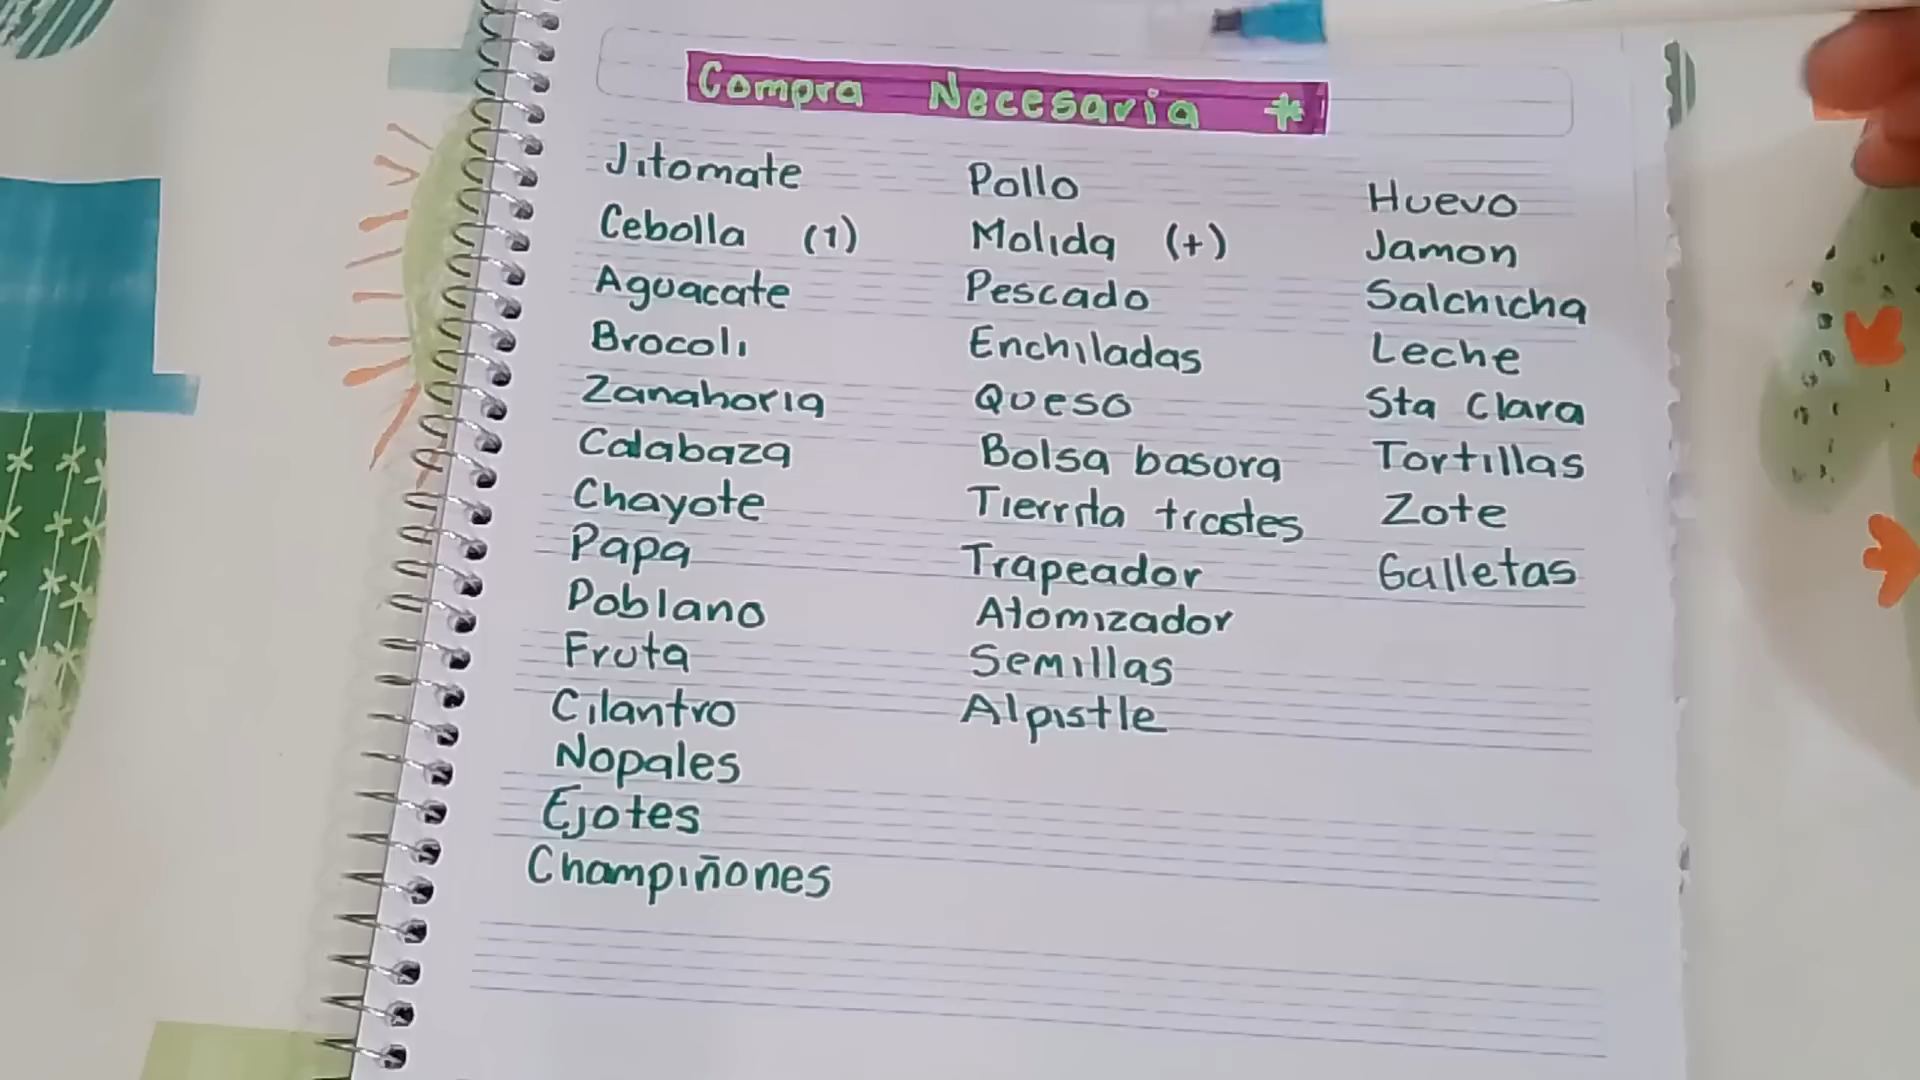 Compra Necesaria *
Jitomate
Cebolla (1)
Aguacate
Brocoli
Zanahoria
Calabaza
Chayote
Papa
Poblano
Fruta
Cilantro
Nopales
Ejotes
Champiñones
Pollo
Molida (+)
Pescado
Enchiladas
Queso
Bolsa basura
Tierrita trastes
Trapeador
Atomizador
Semillas
Alpistle
Huevo
Jamon
Salchicha
Leche
Sta Clara
Tortillas
Zote
Galletas